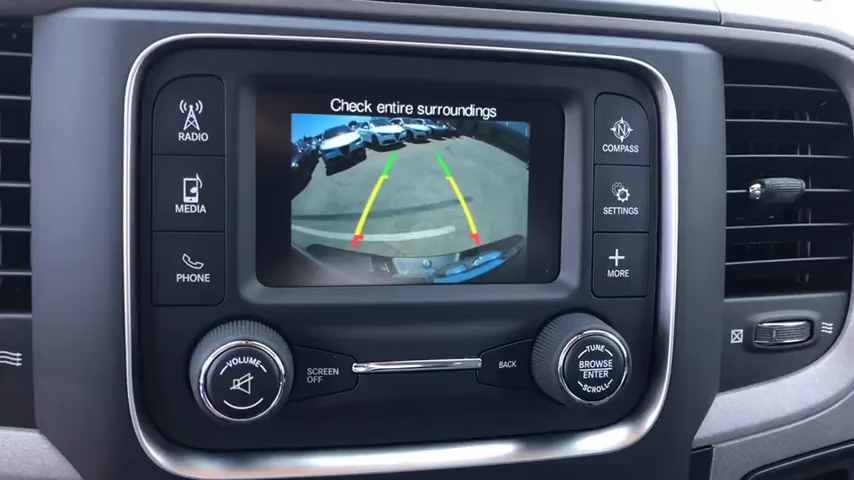 Check entire surroundings
RADIO
MEDIA
PHONE
N
COMPASS
SETTINGS
MORE
VOLUME
SCREEN
OFF
BACK
TUNE
BROWSE
ENTER
SCROLL